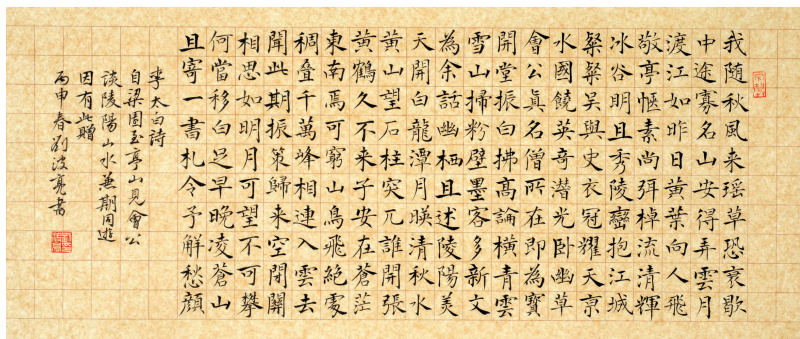 我随秋風来瑶草恐衰歇
中途寡名山安得弄雲月
渡江如昨日黄葉向人飛
敬亭惬素尚弭棹流清輝
冰谷明且秀陵巒抱江城
粲粲吴與史衣冠耀天京
水國饒英奇潜光卧幽草
會公真名僧所在即為寶
開堂振白拂高論横青雲
雪山掃粉壁墨客多新文
為余話幽栖且述陵陽美
天開白龍潭月暎清秋水
黄山望石柱突兀誰開張
黄鶴久不来子安在蒼茫
東南焉可窮山鳥飛絶處
稠叠千萬峰相連入雲去
聞此期振策歸来空閉關
相思如明月可望不可攀
何當移白足早晚凌蒼山
且寄一書札令予解愁顔
李太白詩
自梁園至亭山見會公
談陵陽山水兼期同遊
因有此贈
丙申春劉波亮書